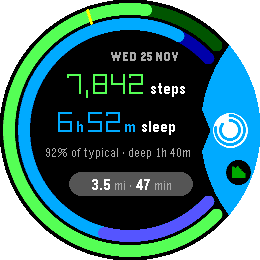 WED 25 NOV
7,842 steps
6h52m sleep
92% of typical · deep 1h 40m
3.5 mi · 47 min